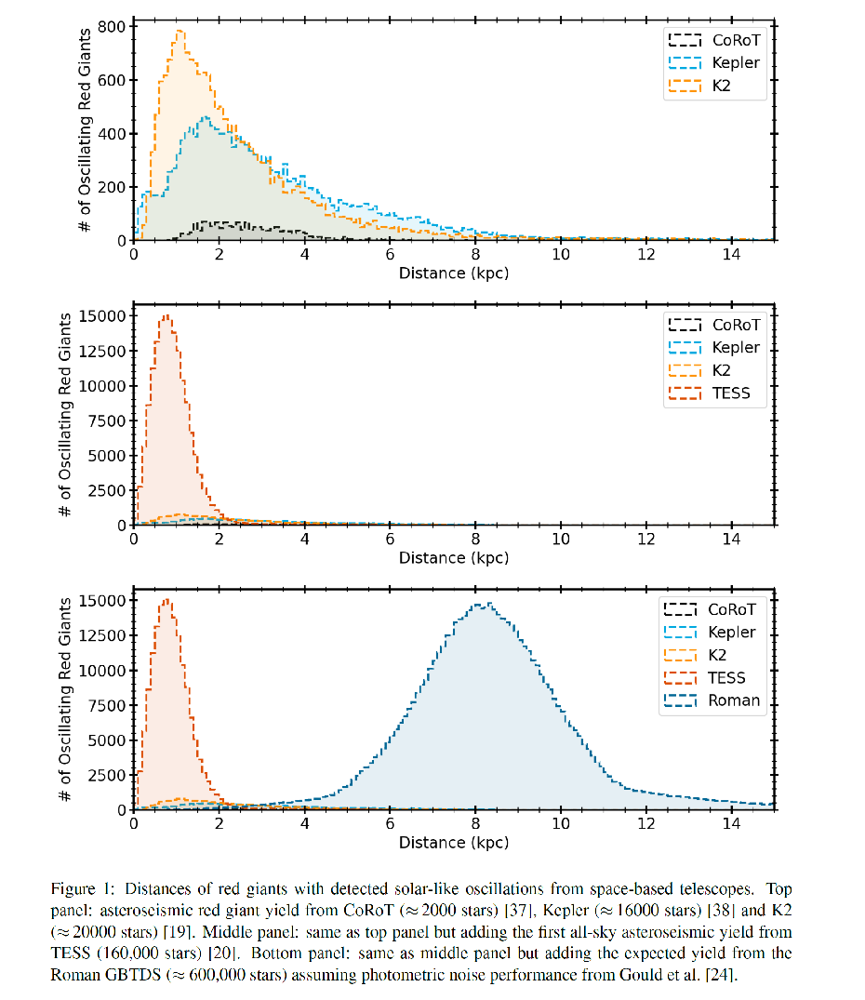 800
600
400
200
0
# of Oscillating Red Giants
CoRoT
Kepler
K2
0 2 4 6 8 10 12 14
Distance (kpc)
15000
12500
10000
7500
5000
2500
0
# of Oscillating Red Giants
CoRoT
Kepler
K2
TESS
0 2 4 6 8 10 12 14
Distance (kpc)
15000
12500
10000
7500
5000
2500
0
# of Oscillating Red Giants
CoRoT
Kepler
K2
TESS
Roman
0 2 4 6 8 10 12 14
Distance (kpc)
Figure 1: Distances of red giants with detected solar-like oscillations from space-based telescopes. Top
panel: asteroseismic red giant yield from CoRoT (≈ 2000 stars) [37], Kepler (≈ 16000 stars) [38] and K2
(≈ 20000 stars) [19]. Middle panel: same as top panel but adding the first all-sky asteroseismic yield from
TESS (160,000 stars) [20]. Bottom panel: same as middle panel but adding the expected yield from the
Roman GBTDS (≈ 600,000 stars) assuming photometric noise performance from Gould et al. [24].